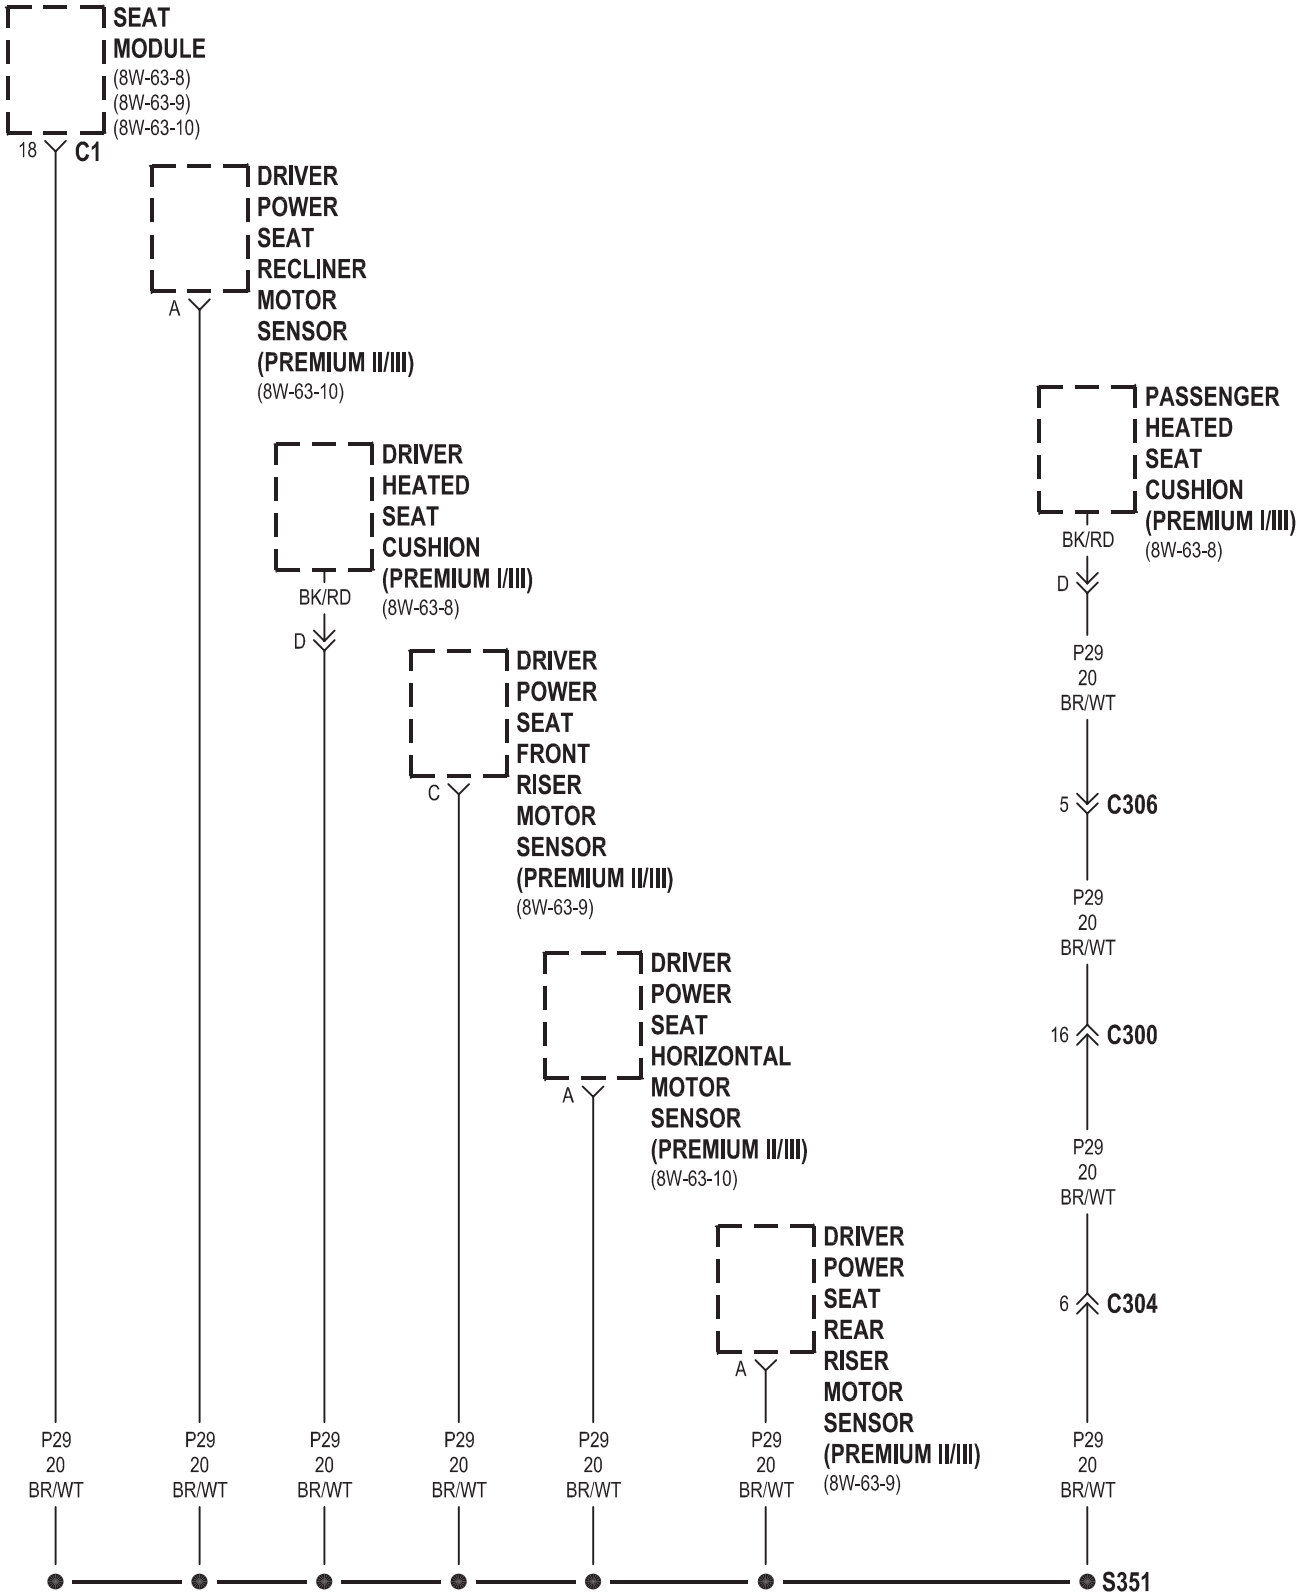 SEAT
MODULE
(8W-63-8)
(8W-63-9)
(8W-63-10)
18
C1
DRIVER
POWER
SEAT
RECLINER
MOTOR
SENSOR
(PREMIUM II/III)
(8W-63-10)
A
DRIVER
HEATED
SEAT
CUSHION
(PREMIUM I/III)
(8W-63-8)
BK/RD
D
DRIVER
POWER
SEAT
FRONT
RISER
MOTOR
SENSOR
(PREMIUM II/III)
(8W-63-9)
C
DRIVER
POWER
SEAT
HORIZONTAL
MOTOR
SENSOR
(PREMIUM II/III)
(8W-63-10)
A
DRIVER
POWER
SEAT
REAR
RISER
MOTOR
SENSOR
(PREMIUM II/III)
(8W-63-9)
A
PASSENGER
HEATED
SEAT
CUSHION
(PREMIUM I/III)
(8W-63-8)
BK/RD
D
P29
20
BR/WT
5
C306
P29
20
BR/WT
16
C300
P29
20
BR/WT
6
C304
P29
20
BR/WT
P29
20
BR/WT
P29
20
BR/WT
P29
20
BR/WT
P29
20
BR/WT
P29
20
BR/WT
P29
20
BR/WT
S351